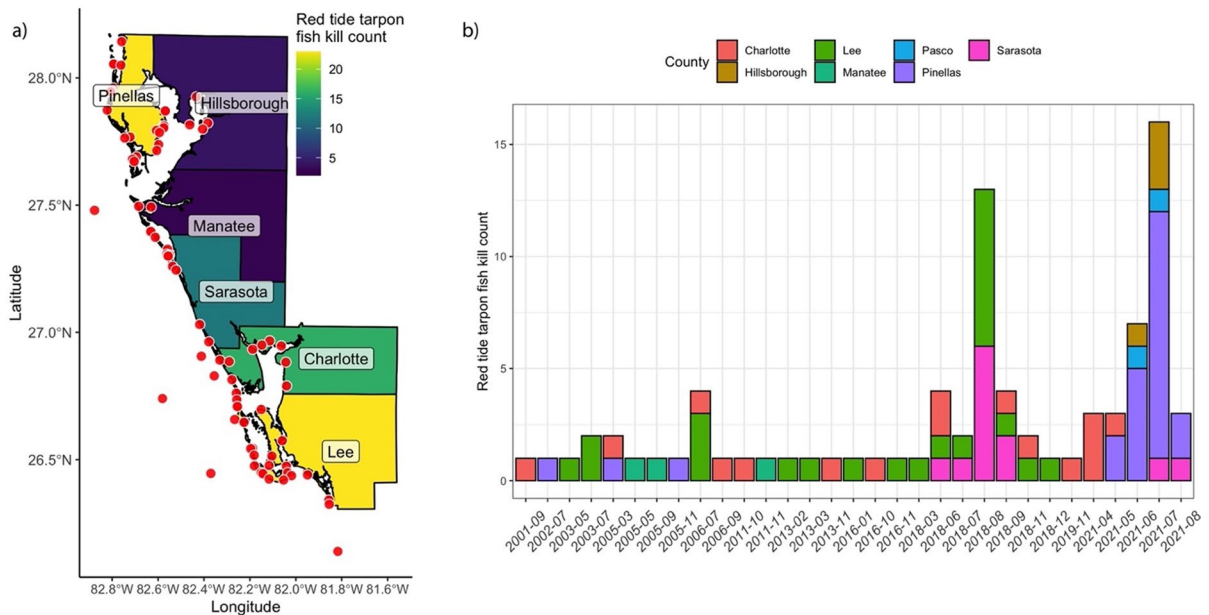 a)
Red tide tarpon
fish kill count
20
15
10
5
28.0°N
27.5°N
27.0°N
26.5°N
Latitude
Pinellas
Hillsborough
Manatee
Sarasota
Charlotte
Lee
82.8°W 82.6°W 82.4°W 82.2°W 82.0°W 81.8°W 81.6°W
Longitude
b)
County
Charlotte Lee Pasco Sarasota
Hillsborough Manatee Pinellas
Red tide tarpon fish kill count
15
10
5
0
2001-09 2002-07 2003-05 2003-07 2005-03 2005-05 2005-09 2005-11 2006-07 2006-09 2011-10 2011-11 2013-02 2013-03 2013-11 2016-01 2016-10 2016-11 2018-03 2018-06 2018-07 2018-08 2018-09 2018-11 2018-12 2019-11 2021-04 2021-05 2021-06 2021-07 2021-08